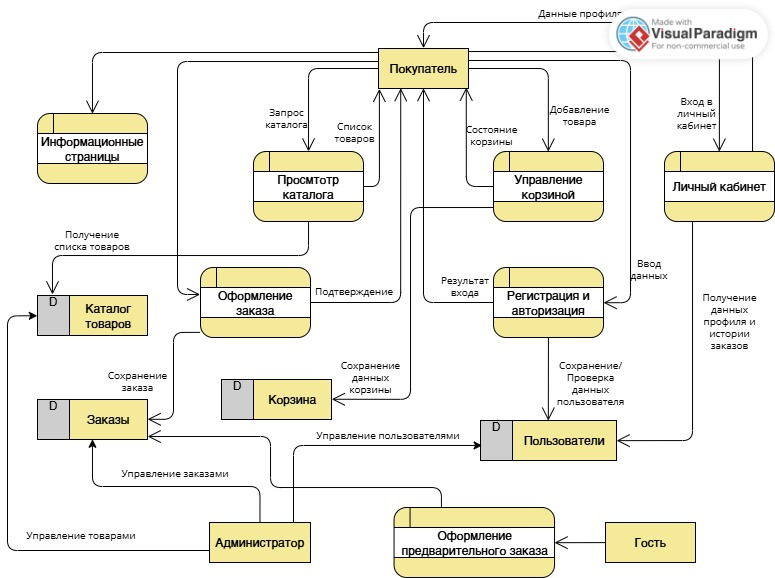 Данные профиля
Made with
Visual Paradigm
For non-commercial use
Покупатель
Запрос
каталога
Список
товаров
Состояние
корзины
Добавление
товара
Вход в
личный
кабинет
Информационные
страницы
Просмтотр
каталога
Управление
корзиной
Личный кабинет
Получение
списка товаров
Ввод
данных
D
Каталог
товаров
Оформление
заказа
Подтверждение
Результат
входа
Регистрация и
авторизация
Получение
данных
профиля и
истории
заказов
Сохранение
заказа
Сохранение
данных
корзины
Сохранение/
Проверка
данных
пользователя
D
Корзина
D
Заказы
D
Пользователи
Управление пользователями
Управление заказами
Управление товарами
Администратор
Оформление
предварительного заказа
Гость